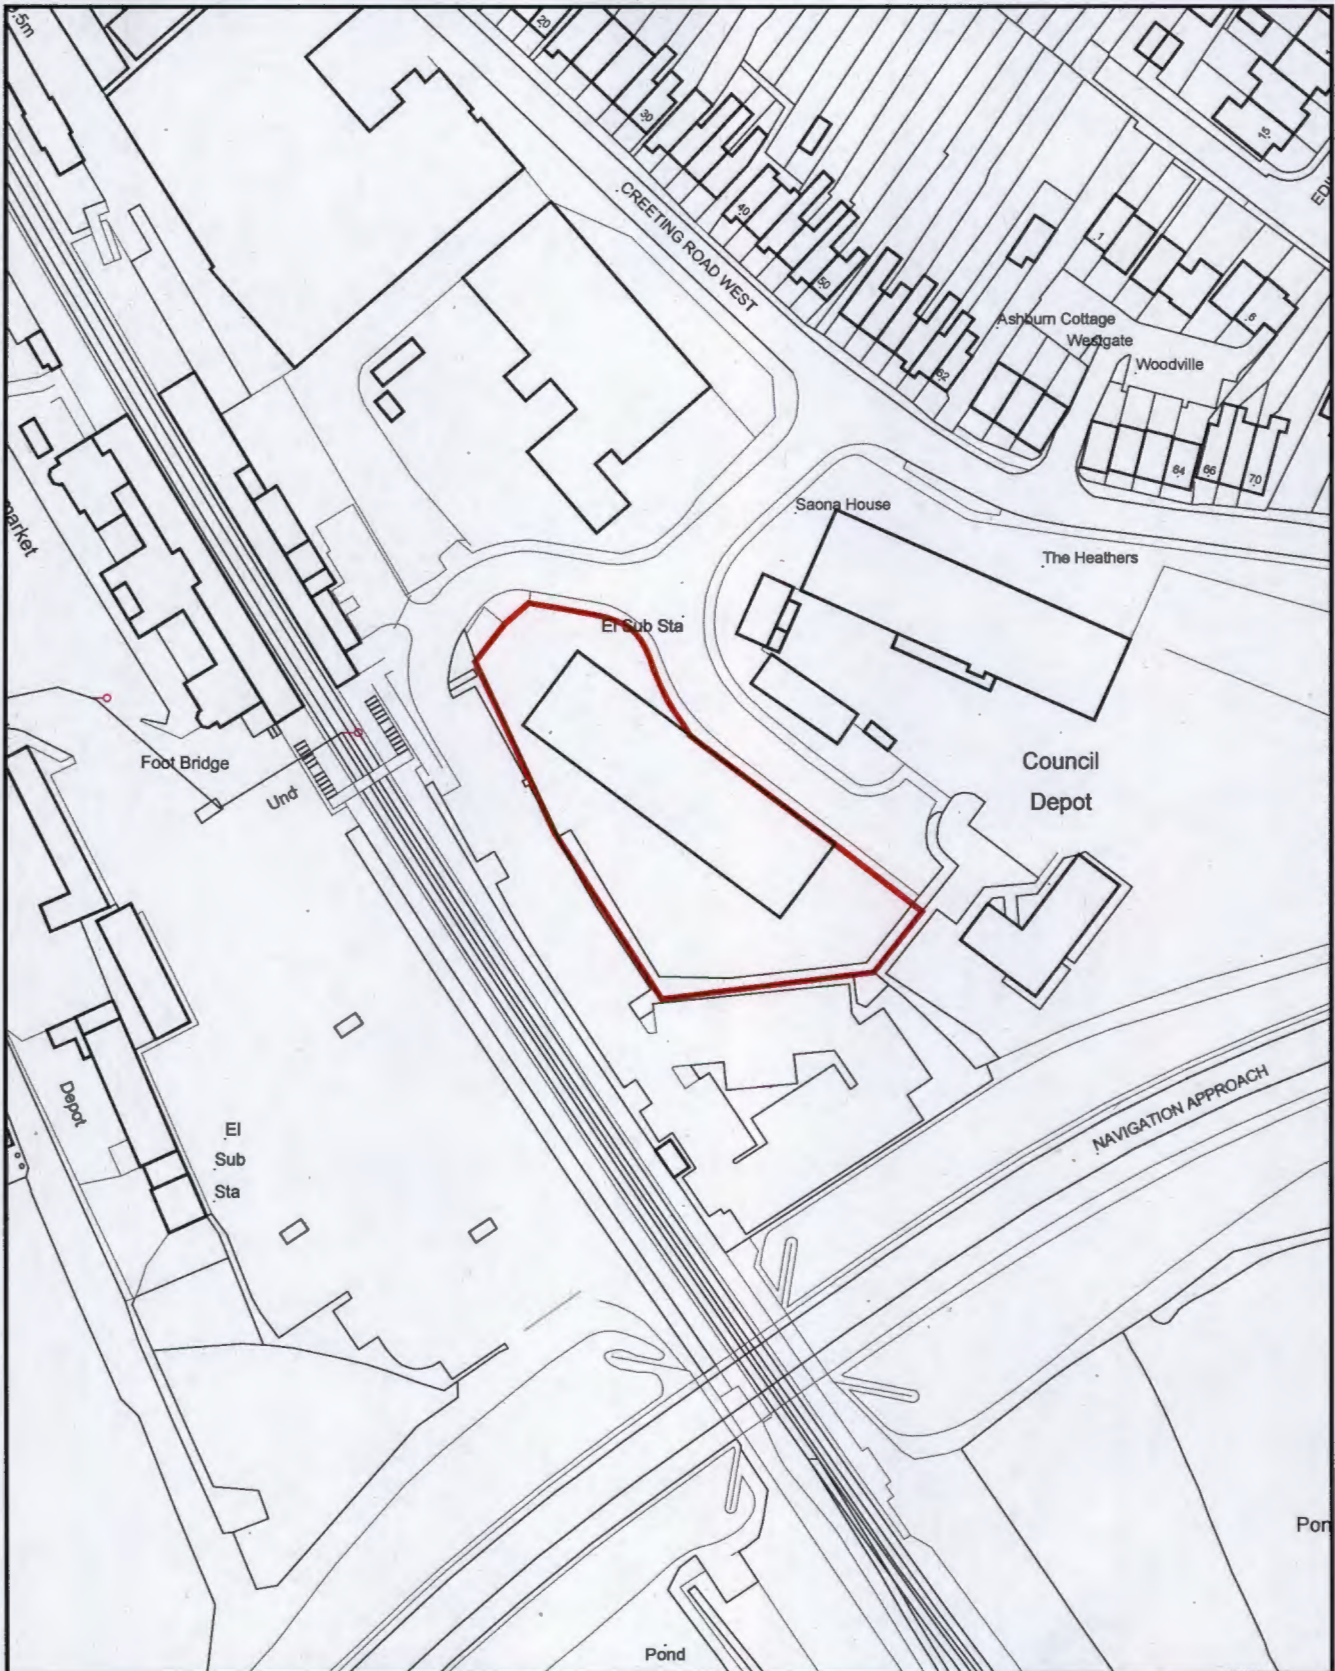 .5m
20
30
40
50
62
CREETING ROAD WEST
15
1
6
Ashburn Cottage
Westgate
Woodville
64
66
70
Saona House
The Heathers
El Sub Sta
Council
Depot
Foot Bridge
Und
Depot
El
Sub
Sta
NAVIGATION APPROACH
Pon
Pond